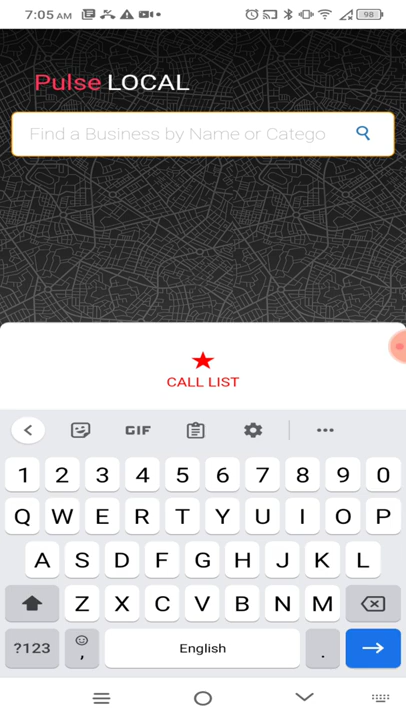 7:05 AM 98
Pulse LOCAL
Find a Business by Name or Catego
CALL LIST
GIF
1 2 3 4 5 6 7 8 9 0
Q W E R T Y U I O P
A S D F G H J K L
Z X C V B N M
?123 , English .